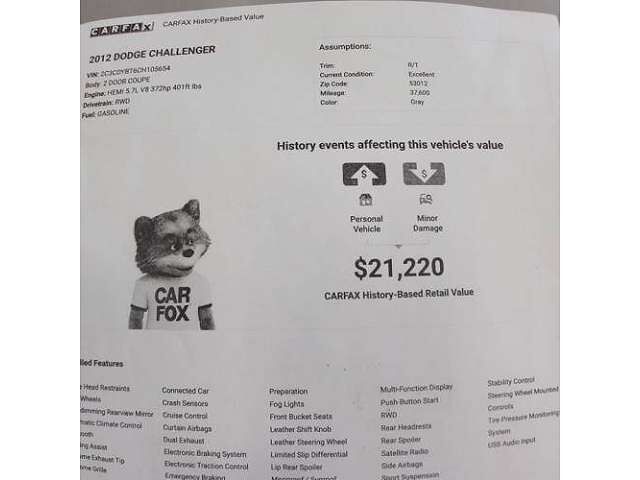 CARFAX CARFAX History-Based Value
2012 DODGE CHALLENGER
VIN: 2C3CDYBT6CH105654
Body: 2 DOOR COUPE
Engine: HEMI 5.7L V8 372hp 401ft lbs
Drivetrain: RWD
Fuel: GASOLINE
Assumptions:
Trim: R/T
Current Condition: Excellent
Zip Code: 53012
Mileage: 37,600
Color: Gray
History events affecting this vehicle's value
$ $
Personal Vehicle
Minor Damage
$21,220
CARFAX History-Based Retail Value
CAR
FOX
Features
Head Restraints
Wheels
Rearview Mirror
Climate Control
Assist
Exhaust Tip
Grille
Connected Car
Crash Sensors
Cruise Control
Curtain Airbags
Dual Exhaust
Electronic Braking System
Electronic Traction Control
Emergency Braking
Preparation
Fog Lights
Front Bucket Seats
Leather Shift Knob
Leather Steering Wheel
Limited Slip Differential
Lip Rear Spoiler
Multi-Function Display
Push Button Start
RWD
Rear Headrests
Rear Spoiler
Satellite Radio
Side Airbags
Sport Suspension
Stability Control
Steering Wheel Mounted
Controls
Tire Pressure Monitoring
System
USB Audio Input